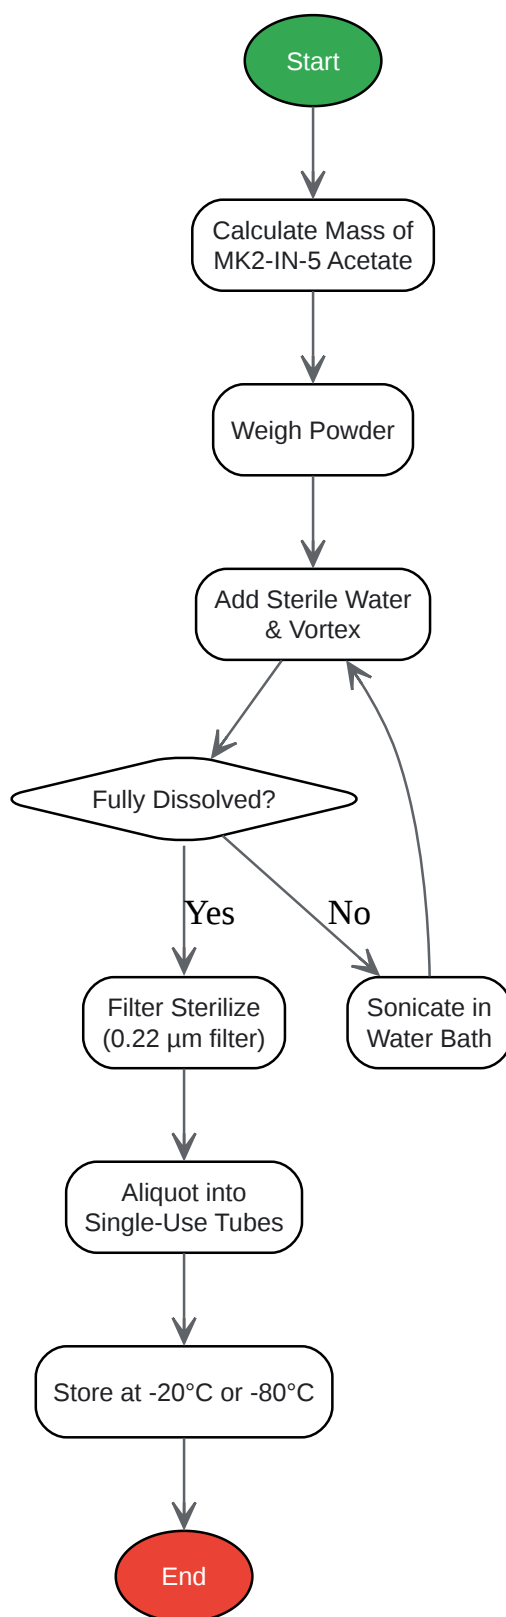 Start
Calculate Mass of
MK2-IN-5 Acetate
Weigh Powder
Add Sterile Water
& Vortex
Fully Dissolved?
Yes
No
Filter Sterilize
(0.22 µm filter)
Sonicate in
Water Bath
Aliquot into
Single-Use Tubes
Store at -20°C or -80°C
End